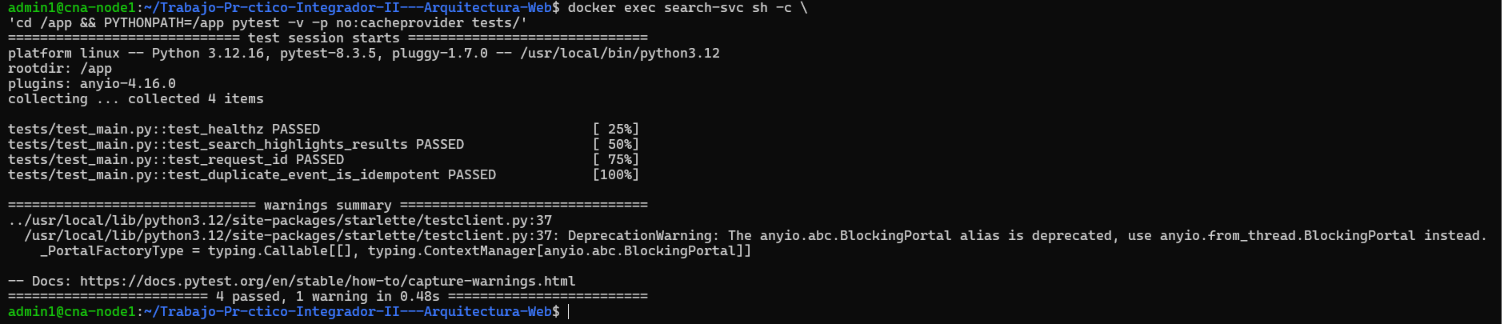 admin1@cna-node1:~/Trabajo-Pr-ctico-Integrador-II---Arquitectura-Web$ docker exec search-svc sh -c \
'cd /app && PYTHONPATH=/app pytest -v -p no:cacheprovider tests/'
============================= test session starts ==============================
platform linux -- Python 3.12.16, pytest-8.3.5, pluggy-1.7.0 -- /usr/local/bin/python3.12
rootdir: /app
plugins: anyio-4.16.0
collecting ... collected 4 items

tests/test_main.py::test_healthz PASSED                                  [ 25%]
tests/test_main.py::test_search_highlights_results PASSED                [ 50%]
tests/test_main.py::test_request_id PASSED                               [ 75%]
tests/test_main.py::test_duplicate_event_is_idempotent PASSED            [100%]

=============================== warnings summary ===============================
../usr/local/lib/python3.12/site-packages/starlette/testclient.py:37
  /usr/local/lib/python3.12/site-packages/starlette/testclient.py:37: DeprecationWarning: The anyio.abc.BlockingPortal alias is deprecated, use anyio.from_thread.BlockingPortal instead.
    _PortalFactoryType = typing.Callable[[], typing.ContextManager[anyio.abc.BlockingPortal]]

-- Docs: https://docs.pytest.org/en/stable/how-to/capture-warnings.html
========================= 4 passed, 1 warning in 0.48s =========================
admin1@cna-node1:~/Trabajo-Pr-ctico-Integrador-II---Arquitectura-Web$